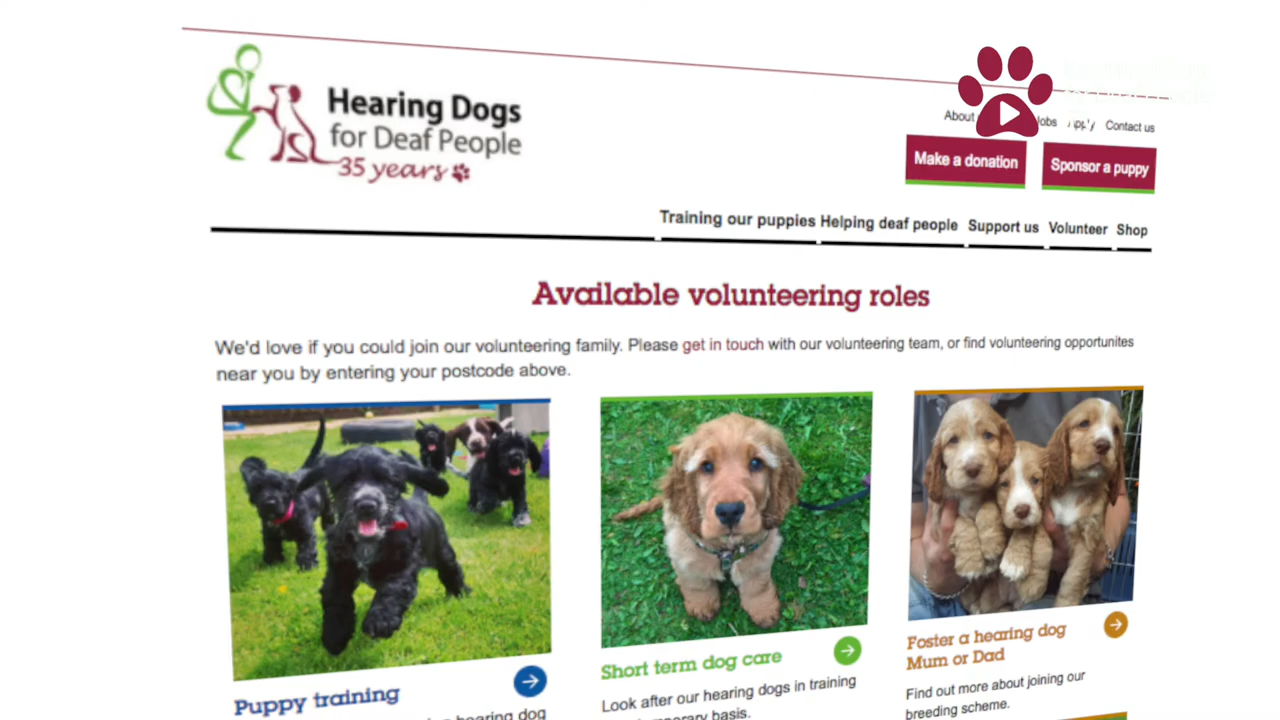 Hearing Dogs
for Deaf People
35 years
About
Jobs
Contact us
Make a donation
Sponsor a puppy
Training our puppies Helping deaf people Support us Volunteer Shop
Available volunteering roles
We'd love if you could join our volunteering family. Please get in touch with our volunteering team, or find volunteering opportunites
near you by entering your postcode above.
Puppy training
hearing dog
Short term dog care
Look after our hearing dogs in training
temporary basis.
Foster a hearing dog
Mum or Dad
Find out more about joining our
breeding scheme.